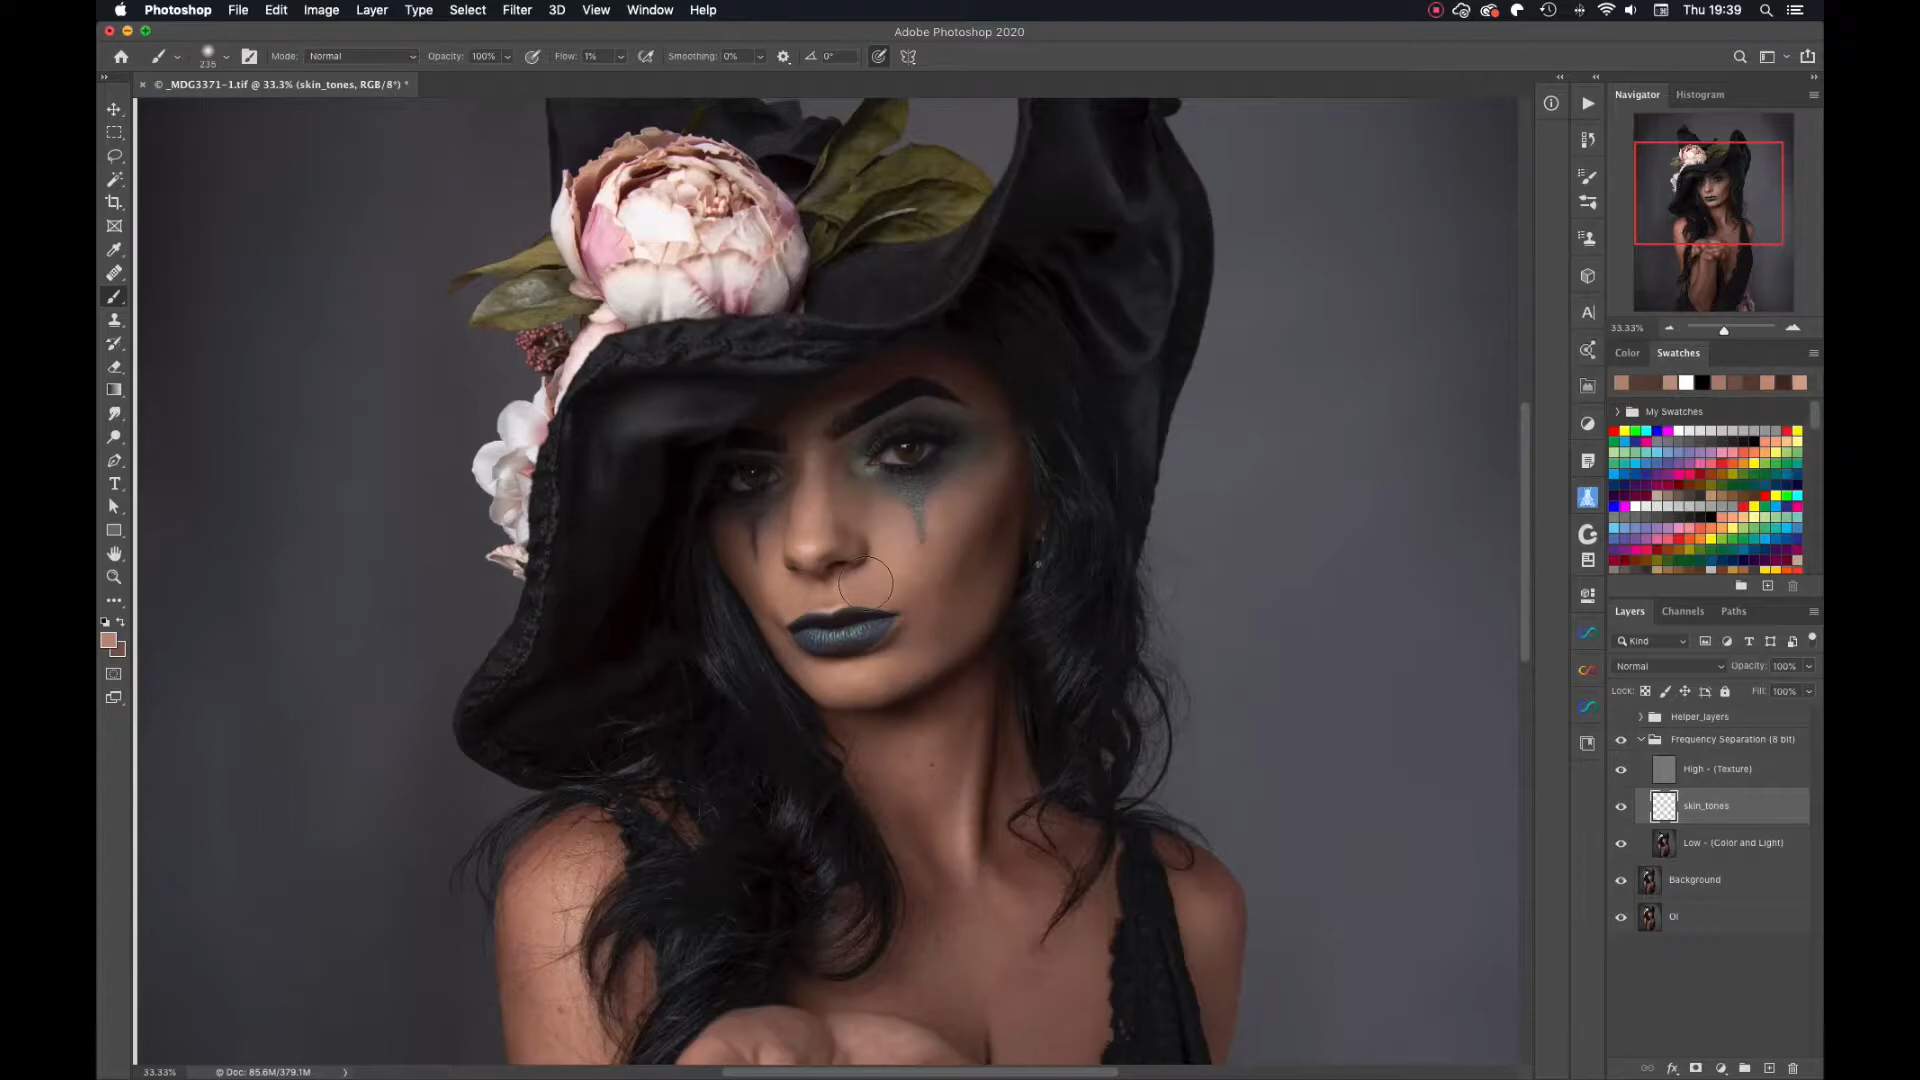 Photoshop File Edit Image Layer Type Select Filter 3D View Window Help Thu 19:39
Adobe Photoshop 2020
235 Mode: Normal Opacity: 100% Flow: 1% Smoothing: 0% 0°
© _MDG3371-1.tif @ 33.3% (skin_tones, RGB/8*) *
Navigator Histogram
33.33%
Color Swatches
My Swatches
Layers Channels Paths
Kind
Normal Opacity: 100%
Lock: Fill: 100%
Helper_layers
Frequency Separation (8 bit)
High - (Texture)
skin_tones
Low - (Color and Light)
Background
OI
33.33% © Doc: 85.6M/379.1M